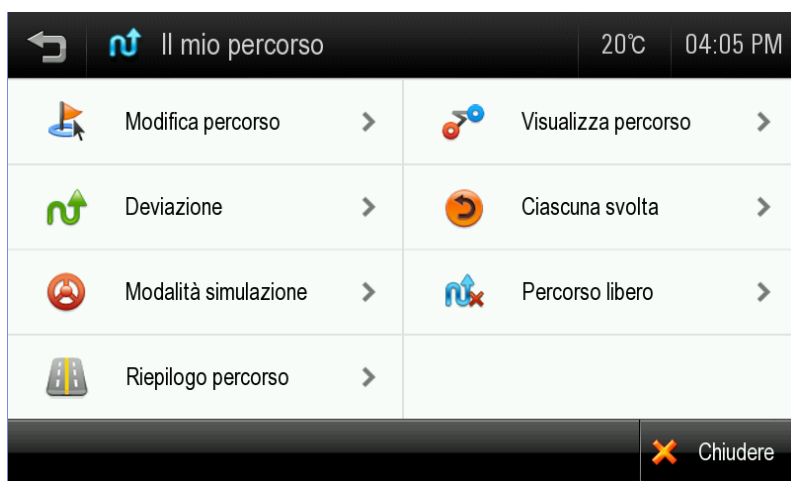 Il mio percorso 20℃ 04:05 PM
Modifica percorso Visualizza percorso
Deviazione Ciascuna svolta
Modalità simulazione Percorso libero
Riepilogo percorso
Chiudere